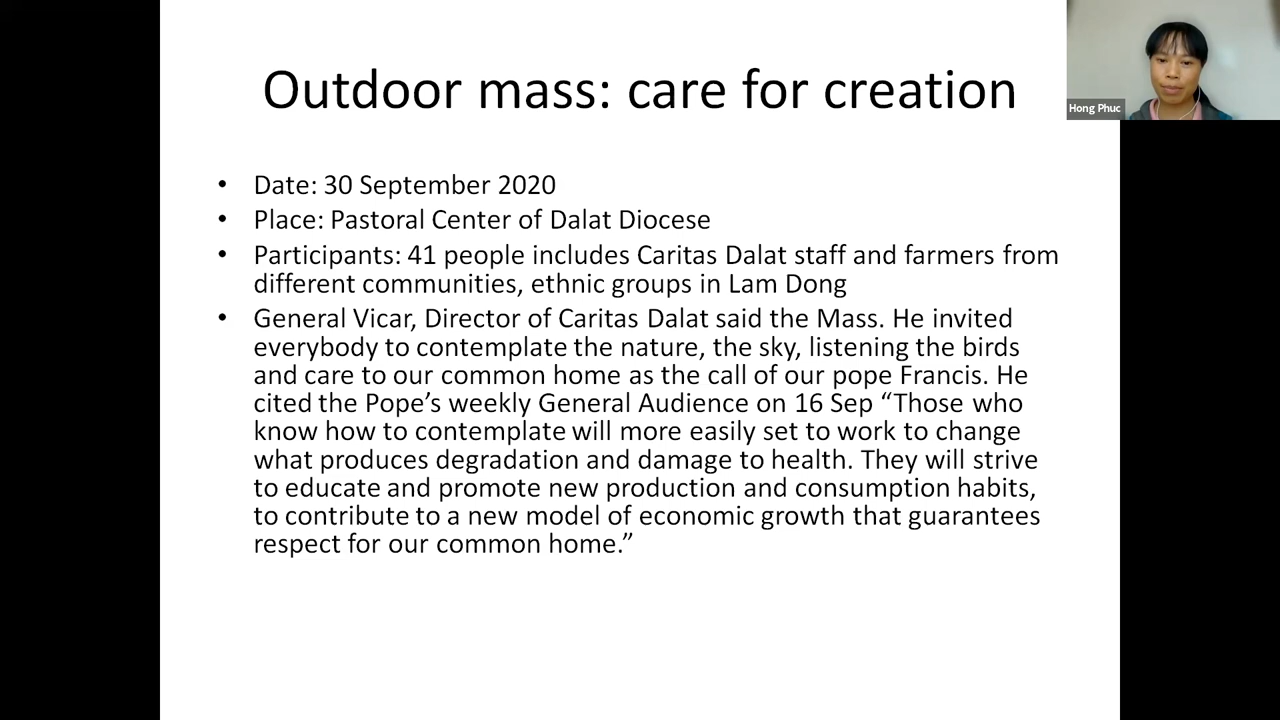 Outdoor mass: care for creation
Hong Phuc
• Date: 30 September 2020
• Place: Pastoral Center of Dalat Diocese
• Participants: 41 people includes Caritas Dalat staff and farmers from
different communities, ethnic groups in Lam Dong
• General Vicar, Director of Caritas Dalat said the Mass. He invited
everybody to contemplate the nature, the sky, listening the birds
and care to our common home as the call of our pope Francis. He
cited the Pope’s weekly General Audience on 16 Sep “Those who
know how to contemplate will more easily set to work to change
what produces degradation and damage to health. They will strive
to educate and promote new production and consumption habits,
to contribute to a new model of economic growth that guarantees
respect for our common home.”